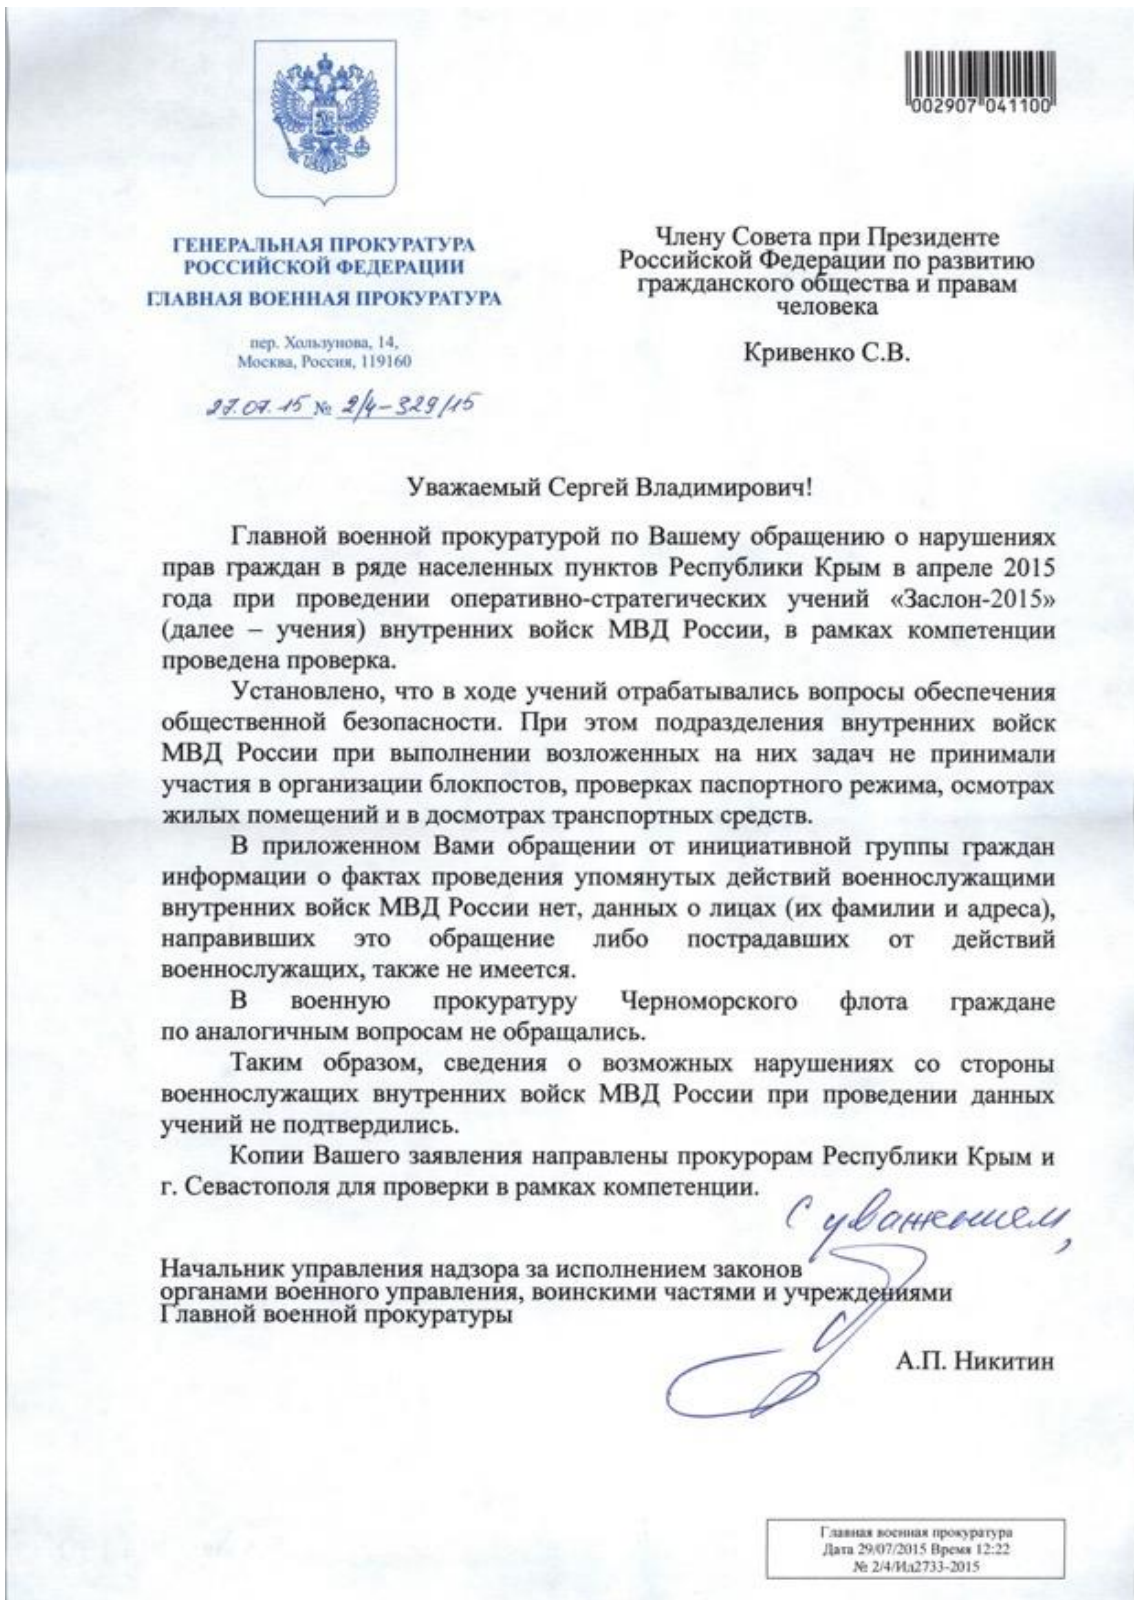 002907 041100
ГЕНЕРАЛЬНАЯ ПРОКУРАТУРА
РОССИЙСКОЙ ФЕДЕРАЦИИ
ГЛАВНАЯ ВОЕННАЯ ПРОКУРАТУРА
пер. Хользунова, 14,
Москва, Россия, 119160
27.07.15 № 2/4-329/15
Члену Совета при Президенте
Российской Федерации по развитию
гражданского общества и правам
человека
Кривенко С.В.
Уважаемый Сергей Владимирович!
Главной военной прокуратурой по Вашему обращению о нарушениях
прав граждан в ряде населенных пунктов Республики Крым в апреле 2015
года при проведении оперативно-стратегических учений «Заслон-2015»
(далее – учения) внутренних войск МВД России, в рамках компетенции
проведена проверка.
Установлено, что в ходе учений отрабатывались вопросы обеспечения
общественной безопасности. При этом подразделения внутренних войск
МВД России при выполнении возложенных на них задач не принимали
участия в организации блокпостов, проверках паспортного режима, осмотрах
жилых помещений и в досмотрах транспортных средств.
В приложенном Вами обращении от инициативной группы граждан
информации о фактах проведения упомянутых действий военнослужащими
внутренних войск МВД России нет, данных о лицах (их фамилии и адреса),
направивших это обращение либо пострадавших от действий
военнослужащих, также не имеется.
В военную прокуратуру Черноморского флота граждане
по аналогичным вопросам не обращались.
Таким образом, сведения о возможных нарушениях со стороны
военнослужащих внутренних войск МВД России при проведении данных
учений не подтвердились.
Копии Вашего заявления направлены прокурорам Республики Крым и
г. Севастополя для проверки в рамках компетенции.
С уважением,
Начальник управления надзора за исполнением законов
органами военного управления, воинскими частями и учреждениями
Главной военной прокуратуры
А.П. Никитин
Главная военная прокуратура
Дата 29/07/2015 Время 12:22
№ 2/4/Ид2733-2015